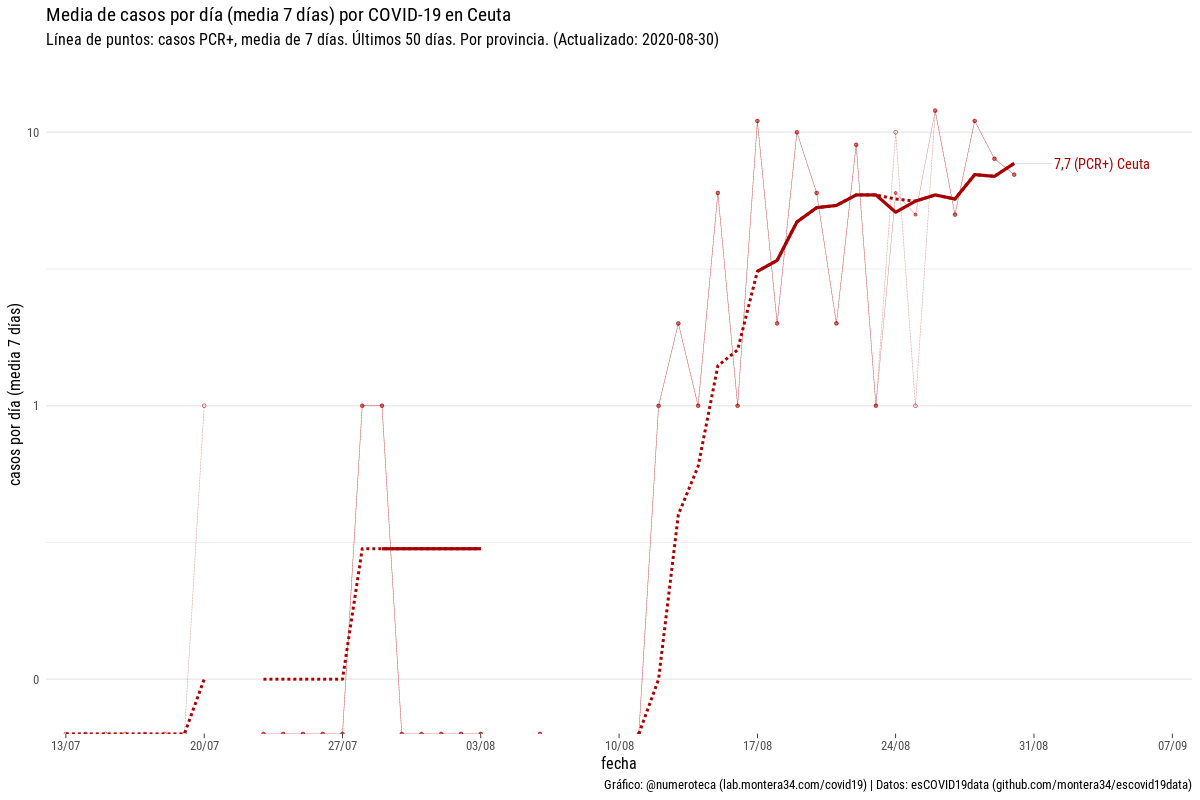 Media de casos por día (media 7 días) por COVID-19 en Ceuta
Línea de puntos: casos PCR+, media de 7 días. Últimos 50 días. Por provincia. (Actualizado: 2020-08-30)
casos por día (media 7 días)
10
1
0
7,7 (PCR+) Ceuta
13/07
20/07
27/07
03/08
10/08
17/08
24/08
31/08
07/09
fecha
Gráfico: @numeroteca (lab.montera34.com/covid19) | Datos: esCOVID19data (github.com/montera34/escovid19data)